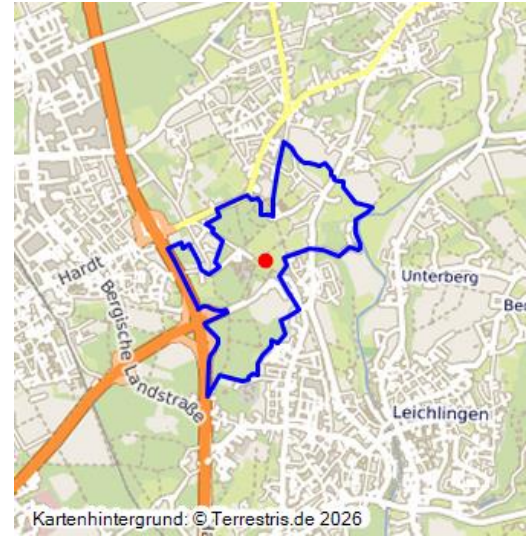 Hardt
Bergische Landstraße
Unterberg
Ber
Leichlingen
Kartenhintergrund: © Terrestris.de 2026